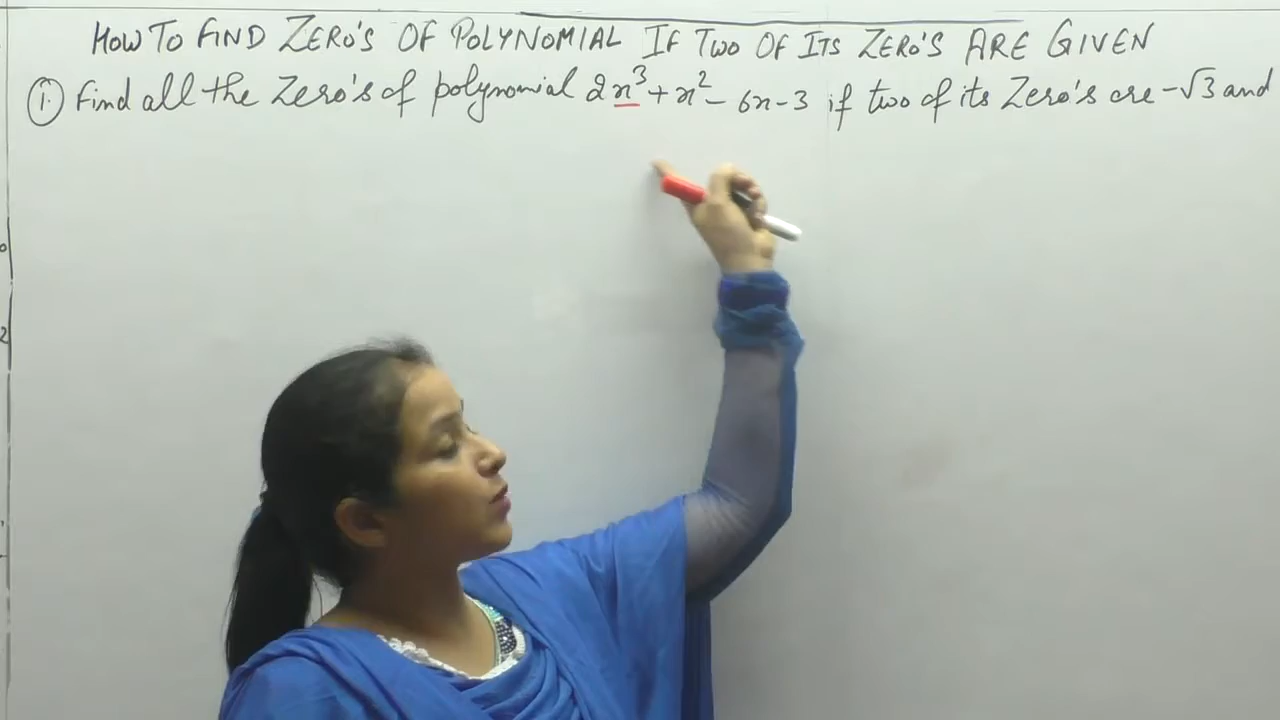 HOW TO FIND ZERO'S OF POLYNOMIAL IF TWO OF ITS ZERO'S ARE GIVEN
① Find all the Zero's of polynomial 2x³+x²-6x-3 if two of its Zero's are -√3 and
2